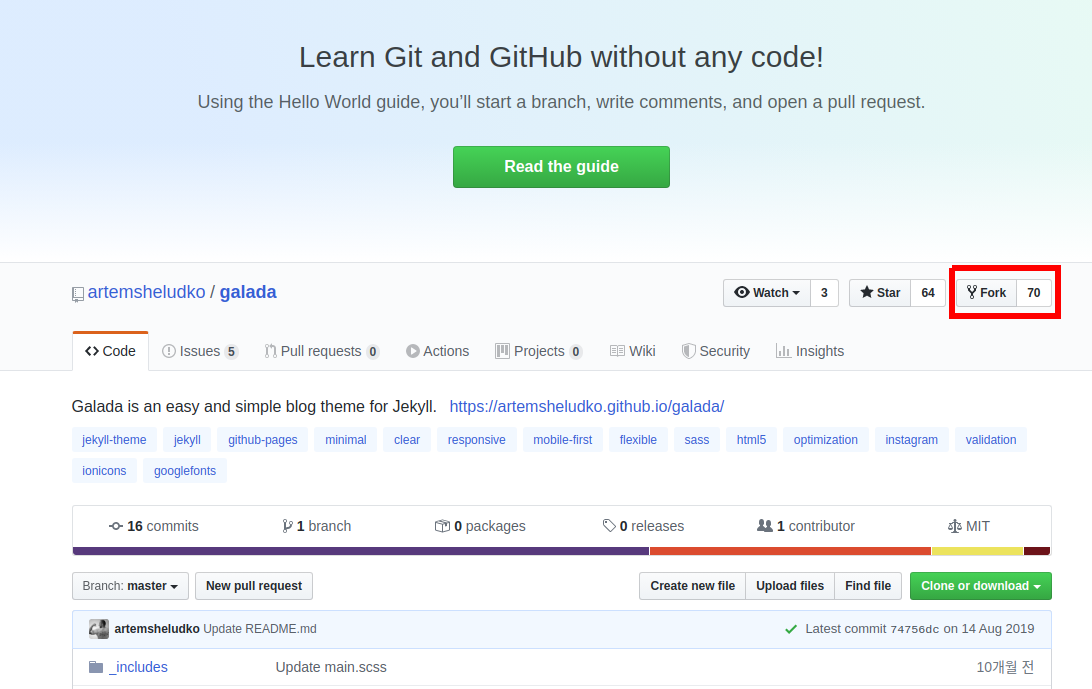 Learn Git and GitHub without any code!
Using the Hello World guide, you’ll start a branch, write comments, and open a pull request.
Read the guide
artemsheludko / galada
Watch 3 Star 64 Fork 70
Code Issues 5 Pull requests 0 Actions Projects 0 Wiki Security Insights
Galada is an easy and simple blog theme for Jekyll. https://artemsheludko.github.io/galada/
jekyll-theme jekyll github-pages minimal clear responsive mobile-first flexible sass html5 optimization instagram validation
ionicons googlefonts
16 commits 1 branch 0 packages 0 releases 1 contributor MIT
Branch: master New pull request Create new file Upload files Find file Clone or download
artemsheludko Update README.md Latest commit 74756dc on 14 Aug 2019
_includes Update main.scss 10개월 전